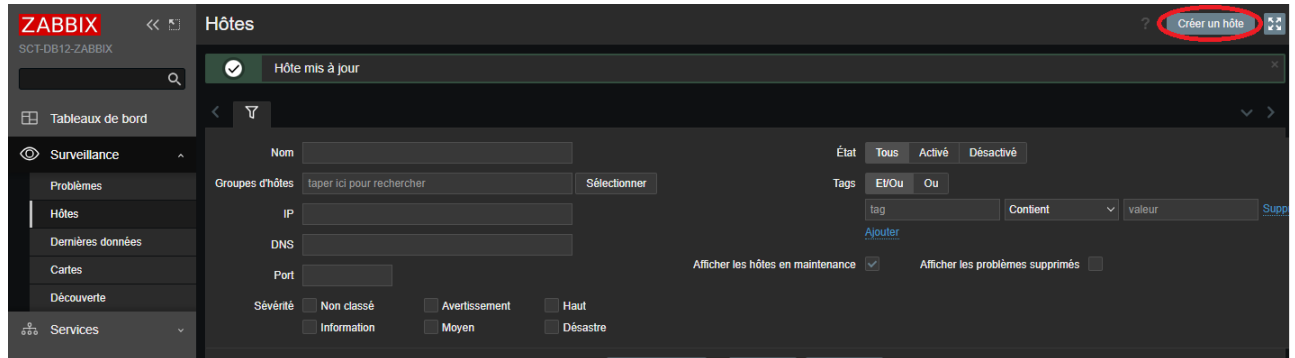 ZABBIX
SCT-DB12-ZABBIX
Tableaux de bord
Surveillance
Problèmes
Hôtes
Dernières données
Cartes
Découverte
Services
Hôtes
? Créer un hôte
Hôte mis à jour
Nom
Groupes d'hôtes taper ici pour rechercher Sélectionner
IP
DNS
Port
Sévérité Non classé Avertissement Haut
Information Moyen Désastre
État Tous Activé Désactivé
Tags Et/Ou Ou
tag Contient valeur Suppr
Ajouter
Afficher les hôtes en maintenance Afficher les problèmes supprimés